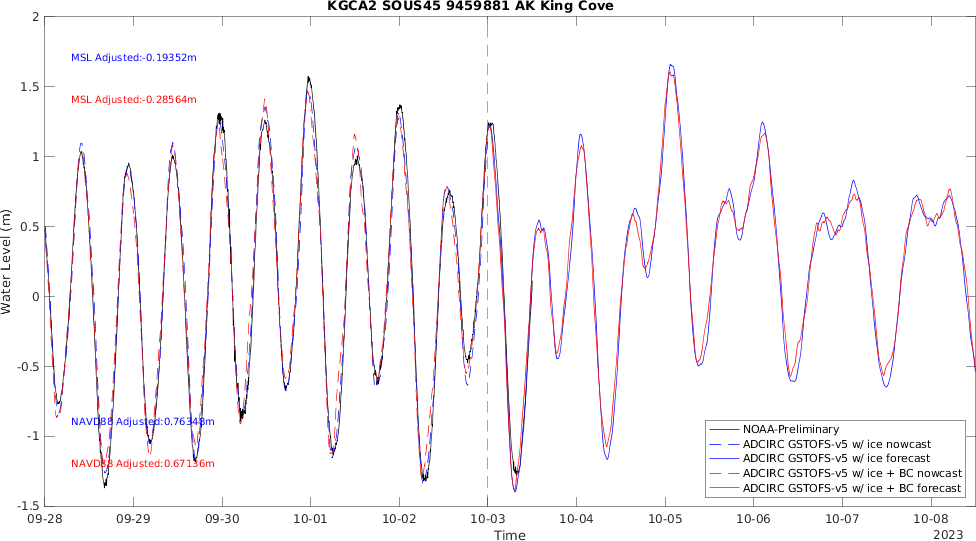 KGCA2 SOUS45 9459881 AK King Cove
2
1.5
1
0.5
0
-0.5
-1
-1.5
Water Level (m)
MSL Adjusted:-0.19352m
MSL Adjusted:-0.28564m
NAVD88 Adjusted:0.76348m
NAVD88 Adjusted:0.67136m
NOAA-Preliminary
ADCIRC GSTOFS-v5 w/ ice nowcast
ADCIRC GSTOFS-v5 w/ ice forecast
ADCIRC GSTOFS-v5 w/ ice + BC nowcast
ADCIRC GSTOFS-v5 w/ ice + BC forecast
09-28 09-29 09-30 10-01 10-02 10-03 10-04 10-05 10-06 10-07 10-08
Time
2023